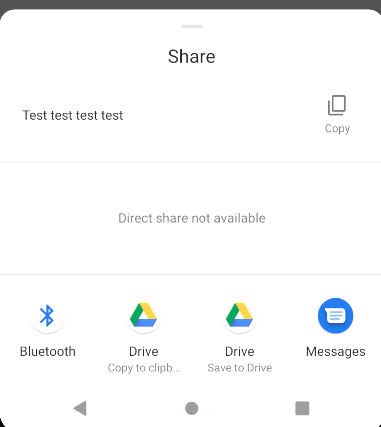 Share
Test test test test
Copy
Direct share not available
Bluetooth
Drive
Copy to clipb...
Drive
Save to Drive
Messages